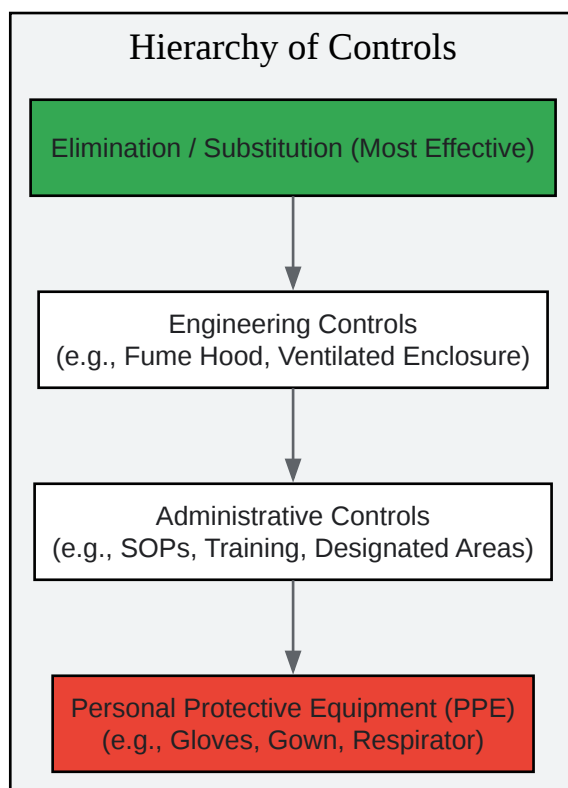 Hierarchy of Controls
Elimination / Substitution (Most Effective)
Engineering Controls
(e.g., Fume Hood, Ventilated Enclosure)
Administrative Controls
(e.g., SOPs, Training, Designated Areas)
Personal Protective Equipment (PPE)
(e.g., Gloves, Gown, Respirator)